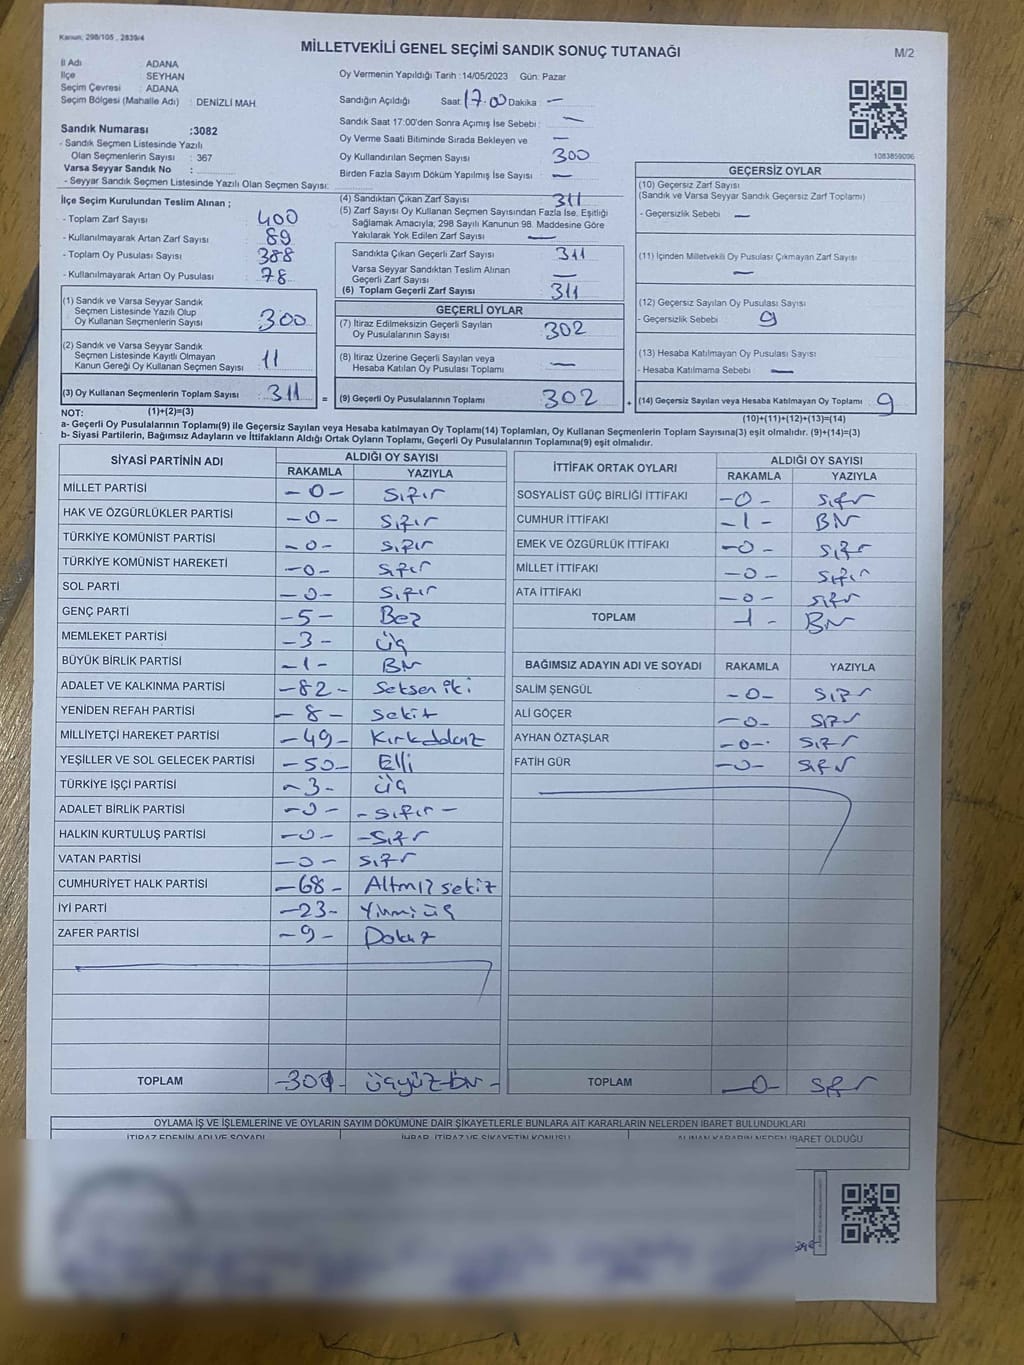 Kanun; 298/105 , 2839/4
MİLLETVEKİLİ GENEL SEÇİMİ SANDIK SONUÇ TUTANAĞI
M/2
İl Adı ADANA
İlçe SEYHAN
Seçim Çevresi : ADANA
Seçim Bölgesi (Mahalle Adı) : DENİZLİ MAH.
Sandık Numarası :3082
- Sandık Seçmen Listesinde Yazılı
Olan Seçmenlerin Sayısı : 367
Varsa Seyyar Sandık No :
- Seyyar Sandık Seçmen Listesinde Yazılı Olan Seçmen Sayısı:
Oy Vermenin Yapıldığı Tarih :14/05/2023 Gün: Pazar
Sandığın Açıldığı Saat: 17.00 Dakika : —
Sandık Saat 17:00'den Sonra Açımış İse Sebebi : —
Oy Verme Saati Bitiminde Sırada Bekleyen ve —
Oy Kullandırılan Seçmen Sayısı 300
Birden Fazla Sayım Döküm Yapılmış İse Sayısı —
1083859096
İlçe Seçim Kurulundan Teslim Alınan ;
- Toplam Zarf Sayısı 400
- Kullanılmayarak Artan Zarf Sayısı 89
- Toplam Oy Pusulası Sayısı 388
- Kullanılmayarak Artan Oy Pusulası 78
(1) Sandık ve Varsa Seyyar Sandık
Seçmen Listesinde Yazılı Olup
Oy Kullanan Seçmenlerin Sayısı 300
(2) Sandık ve Varsa Seyyar Sandık
Seçmen Listesinde Kayıtlı Olmayan
Kanun Gereği Oy Kullanan Seçmen Sayısı 11
(3) Oy Kullanan Seçmenlerin Toplam Sayısı 311 =
(4) Sandıktan Çıkan Zarf Sayısı 311
(5) Zarf Sayısı Oy Kullanan Seçmen Sayısından Fazla İse, Eşitliği
Sağlamak Amacıyla; 298 Sayılı Kanunun 98. Maddesine Göre
Yakılarak Yok Edilen Zarf Sayısı —
Sandıkta Çıkan Geçerli Zarf Sayısı 311
Varsa Seyyar Sandıktan Teslim Alınan
Geçerli Zarf Sayısı —
(6) Toplam Geçerli Zarf Sayısı 311
GEÇERLİ OYLAR
(7) İtiraz Edilmeksizin Geçerli Sayılan
Oy Pusulalarının Sayısı 302
(8) İtiraz Üzerine Geçerli Sayılan veya
Hesaba Katılan Oy Pusulası Toplamı —
(9) Geçerli Oy Pusulalarının Toplamı 302 +
GEÇERSİZ OYLAR
(10) Geçersiz Zarf Sayısı
(Sandık ve Varsa Seyyar Sandık Geçersiz Zarf Toplamı)
- Geçersizlik Sebebi —
(11) İçinden Milletvekili Oy Pusulası Çıkmayan Zarf Sayısı
—
(12) Geçersiz Sayılan Oy Pusulası Sayısı
- Geçersizlik Sebebi 9
(13) Hesaba Katılmayan Oy Pusulası Sayısı
- Hesaba Katılmama Sebebi —
(14) Geçersiz Sayılan veya Hesaba Katılmayan Oy Toplamı 9
NOT: (1)+(2)=(3) (10)+(11)+(12)+(13)=(14)
a- Geçerli Oy Pusulalarının Toplamı(9) ile Geçersiz Sayılan veya Hesaba katılmayan Oy Toplamı(14) Toplamları, Oy Kullanan Seçmenlerin Toplam Sayısına(3) eşit olmalıdır. (9)+(14)=(3)
b- Siyasi Partilerin, Bağımsız Adayların ve İttifakların Aldığı Ortak Oyların Toplamı, Geçerli Oy Pusulalarının Toplamına(9) eşit olmalıdır.
SİYASİ PARTİNİN ADI ALDIĞI OY SAYISI
RAKAMLA YAZIYLA
MİLLET PARTİSİ – 0 – Sıfır
HAK VE ÖZGÜRLÜKLER PARTİSİ – 0 – Sıfır
TÜRKİYE KOMÜNİST PARTİSİ – 0 – Sıfır
TÜRKİYE KOMÜNİST HAREKETİ – 0 – Sıfır
SOL PARTİ – 0 – Sıfır
GENÇ PARTİ – 5 – Beş
MEMLEKET PARTİSİ – 3 – üç
BÜYÜK BİRLİK PARTİSİ – 1 – Bir
ADALET VE KALKINMA PARTİSİ – 82 – Seksen iki
YENİDEN REFAH PARTİSİ – 8 – Sekiz
MİLLİYETÇİ HAREKET PARTİSİ – 49 – Kırkdokuz
YEŞİLLER VE SOL GELECEK PARTİSİ – 50 – Elli
TÜRKİYE İŞÇİ PARTİSİ – 3 – üç
ADALET BİRLİK PARTİSİ – 0 – – sıfır –
HALKIN KURTULUŞ PARTİSİ – 0 – – Sıfır
VATAN PARTİSİ – 0 – Sıfır
CUMHURİYET HALK PARTİSİ – 68 – Altmış sekiz
İYİ PARTİ – 23 – Yirmi üç
ZAFER PARTİSİ – 9 – Dokuz
TOPLAM – 301 – üçyüz bir –
İTTİFAK ORTAK OYLARI ALDIĞI OY SAYISI
RAKAMLA YAZIYLA
SOSYALİST GÜÇ BİRLİĞİ İTTİFAKI – 0 – Sıfır
CUMHUR İTTİFAKI – 1 – Bir
EMEK VE ÖZGÜRLÜK İTTİFAKI – 0 – Sıfır
MİLLET İTTİFAKI – 0 – Sıfır
ATA İTTİFAKI – 0 – Sıfır
TOPLAM 1 – Bir
BAĞIMSIZ ADAYIN ADI VE SOYADI RAKAMLA YAZIYLA
SALİM ŞENGÜL – 0 – Sıfır
ALİ GÖÇER – 0 – Sıfır
AYHAN ÖZTAŞLAR – 0 – Sıfır
FATİH GÜR – 0 – Sıfır
TOPLAM – 0 – Sıfır
OYLAMA İŞ VE İŞLEMLERİNE VE OYLARIN SAYIM DÖKÜMÜNE DAİR ŞİKAYETLERLE BUNLARA AİT KARARLARIN NELERDEN İBARET BULUNDUKLARI
İTİRAZ EDENİN ADI VE SOYADI İHBAR, İTİRAZ VE ŞİKAYETİN KONUSU ALINAN KARARIN NEDEN İBARET OLDUĞU